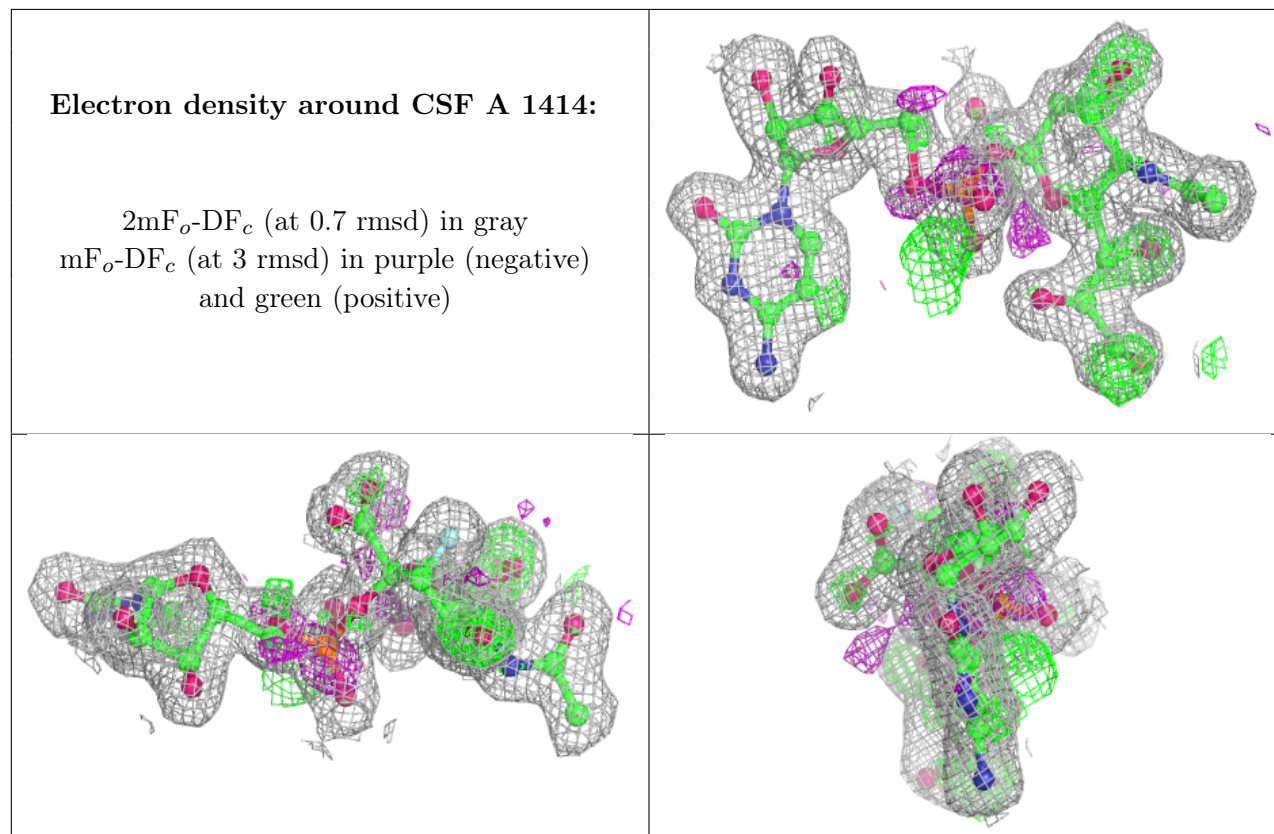 Electron density around CSF A 1414:
2mFo-DFc (at 0.7 rmsd) in gray
mFo-DFc (at 3 rmsd) in purple (negative)
and green (positive)